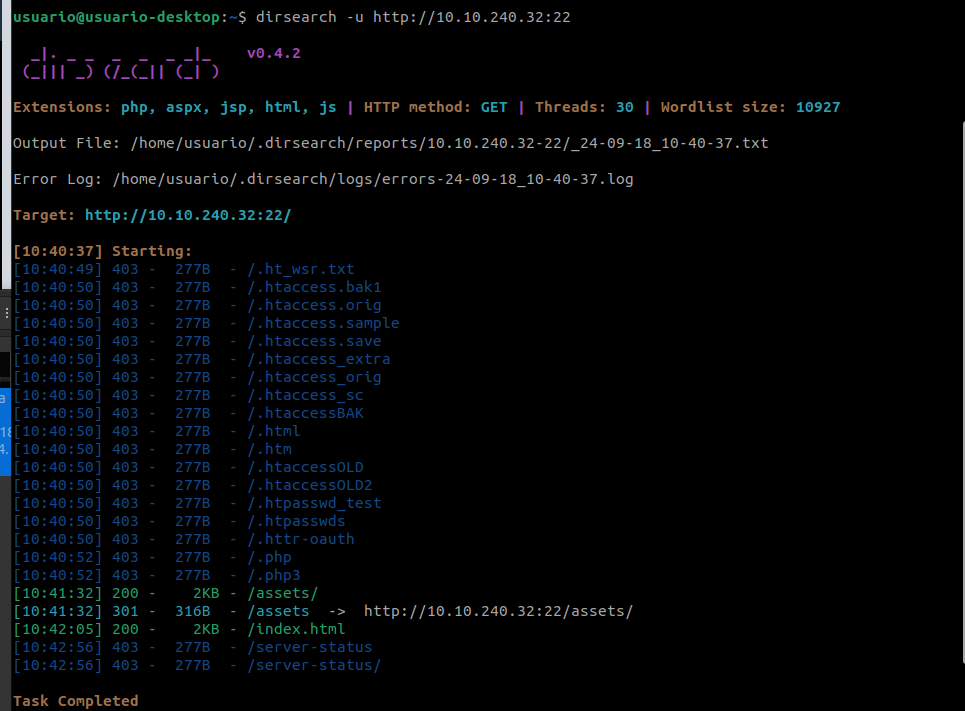 usuario@usuario-desktop:~$ dirsearch -u http://10.10.240.32:22
  _|. _ _  _  _  _ _|_    v0.4.2
 (_||| _) (/_(_|| (_| )
Extensions: php, aspx, jsp, html, js | HTTP method: GET | Threads: 30 | Wordlist size: 10927
Output File: /home/usuario/.dirsearch/reports/10.10.240.32-22/_24-09-18_10-40-37.txt
Error Log: /home/usuario/.dirsearch/logs/errors-24-09-18_10-40-37.log
Target: http://10.10.240.32:22/
[10:40:37] Starting:
[10:40:49] 403 -  277B  - /.ht_wsr.txt
[10:40:50] 403 -  277B  - /.htaccess.bak1
[10:40:50] 403 -  277B  - /.htaccess.orig
[10:40:50] 403 -  277B  - /.htaccess.sample
[10:40:50] 403 -  277B  - /.htaccess.save
[10:40:50] 403 -  277B  - /.htaccess_extra
[10:40:50] 403 -  277B  - /.htaccess_orig
[10:40:50] 403 -  277B  - /.htaccess_sc
[10:40:50] 403 -  277B  - /.htaccessBAK
[10:40:50] 403 -  277B  - /.html
[10:40:50] 403 -  277B  - /.htm
[10:40:50] 403 -  277B  - /.htaccessOLD
[10:40:50] 403 -  277B  - /.htaccessOLD2
[10:40:50] 403 -  277B  - /.htpasswd_test
[10:40:50] 403 -  277B  - /.htpasswds
[10:40:50] 403 -  277B  - /.httr-oauth
[10:40:52] 403 -  277B  - /.php
[10:40:52] 403 -  277B  - /.php3
[10:41:32] 200 -    2KB - /assets/
[10:41:32] 301 -  316B  - /assets  ->  http://10.10.240.32:22/assets/
[10:42:05] 200 -    2KB - /index.html
[10:42:56] 403 -  277B  - /server-status
[10:42:56] 403 -  277B  - /server-status/
Task Completed